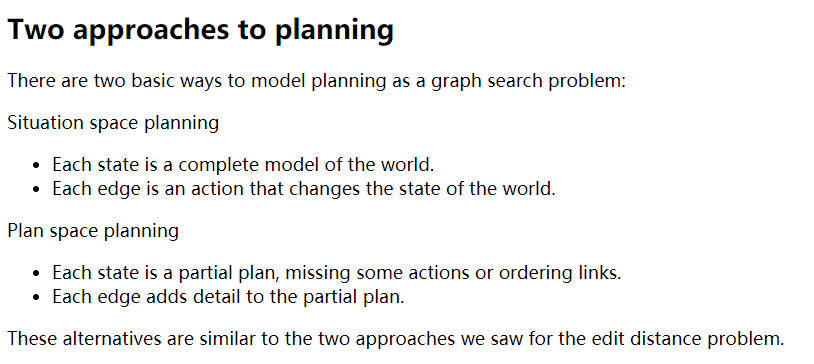 Two approaches to planning
There are two basic ways to model planning as a graph search problem:
Situation space planning
• Each state is a complete model of the world.
• Each edge is an action that changes the state of the world.
Plan space planning
• Each state is a partial plan, missing some actions or ordering links.
• Each edge adds detail to the partial plan.
These alternatives are similar to the two approaches we saw for the edit distance problem.